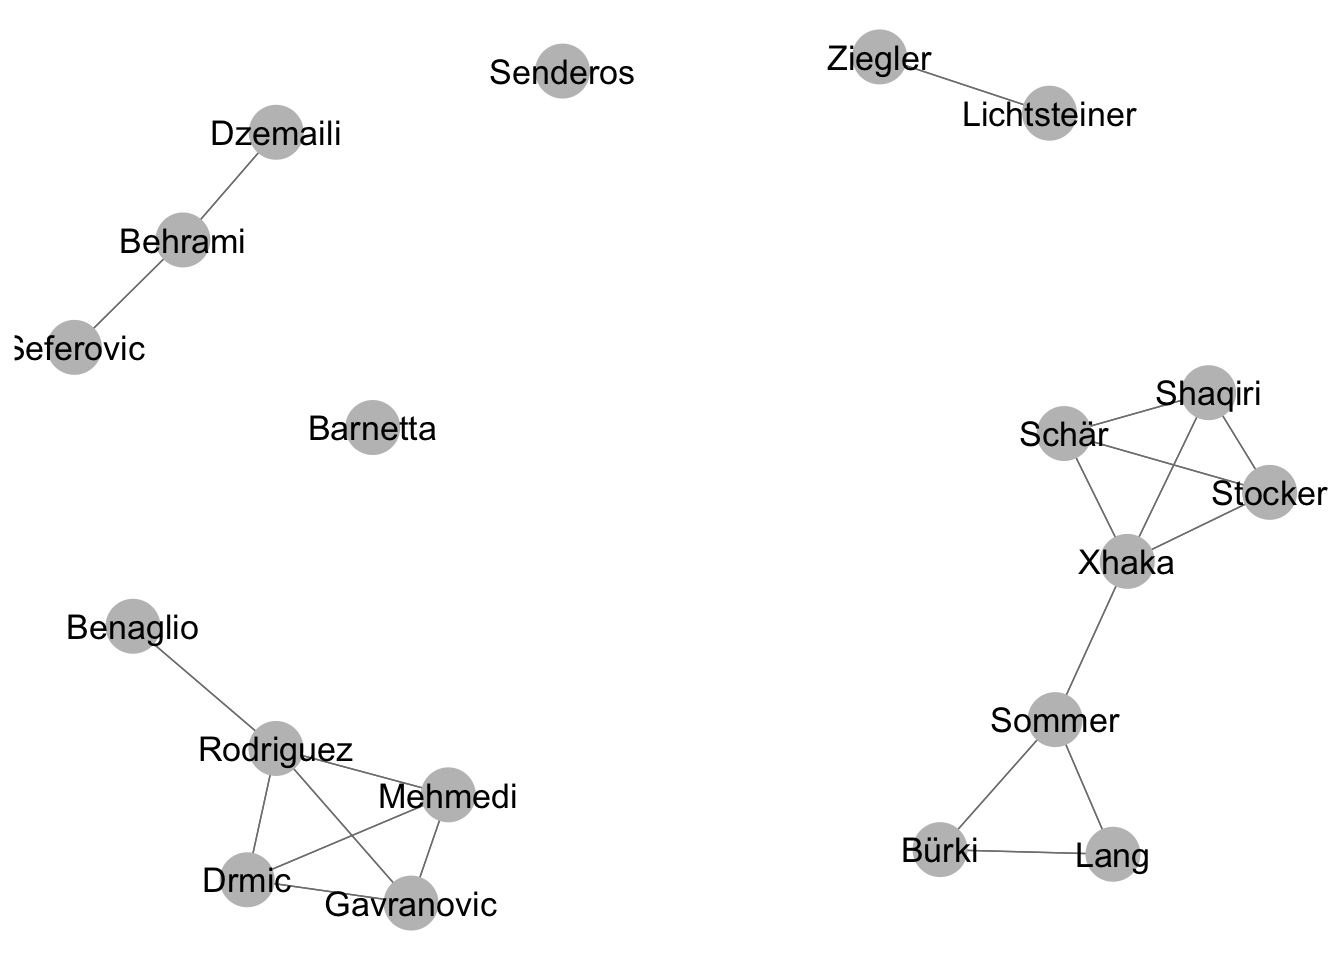 Ziegler
Senderos
Lichtsteiner
Dzemaili
Behrami
Seferovic
Shaqiri
Barnetta
Schär
Stocker
Xhaka
Benaglio
Sommer
Rodriguez
Mehmedi
Bürki
Lang
Drmic
Gavranovic